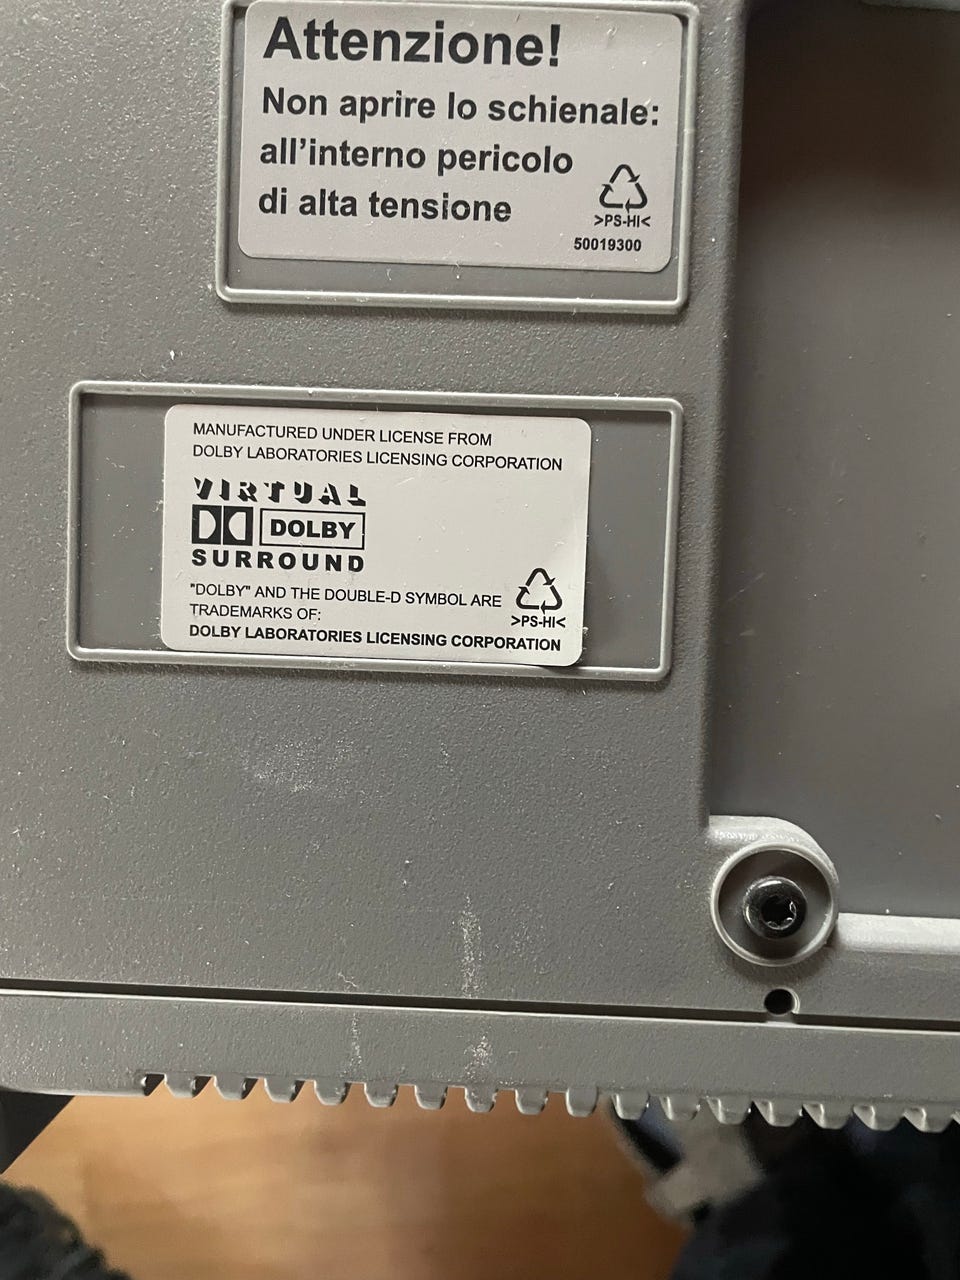 Attenzione!
Non aprire lo schienale:
all'interno pericolo
di alta tensione
>PS-HI<
50019300
MANUFACTURED UNDER LICENSE FROM
DOLBY LABORATORIES LICENSING CORPORATION
VIRTUAL
DOLBY
SURROUND
"DOLBY" AND THE DOUBLE-D SYMBOL ARE
TRADEMARKS OF:
>PS-HI<
DOLBY LABORATORIES LICENSING CORPORATION